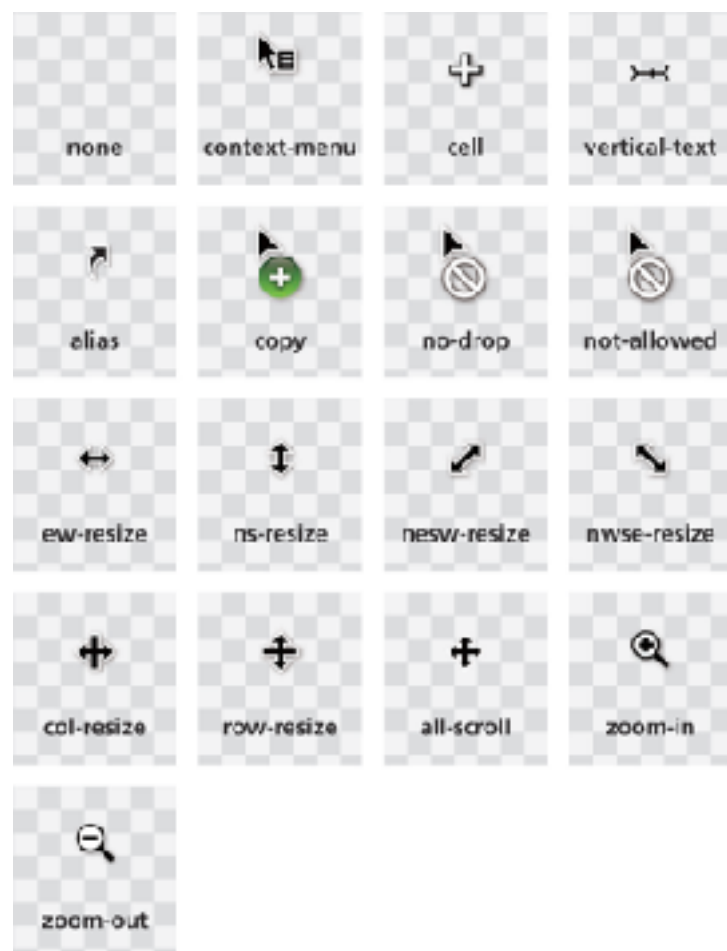 none
context-menu
cell
vertical-text
alias
copy
no-drop
not-allowed
ew-resize
ns-resize
nesw-resize
nwse-resize
col-resize
row-resize
all-scroll
zoom-in
zoom-out